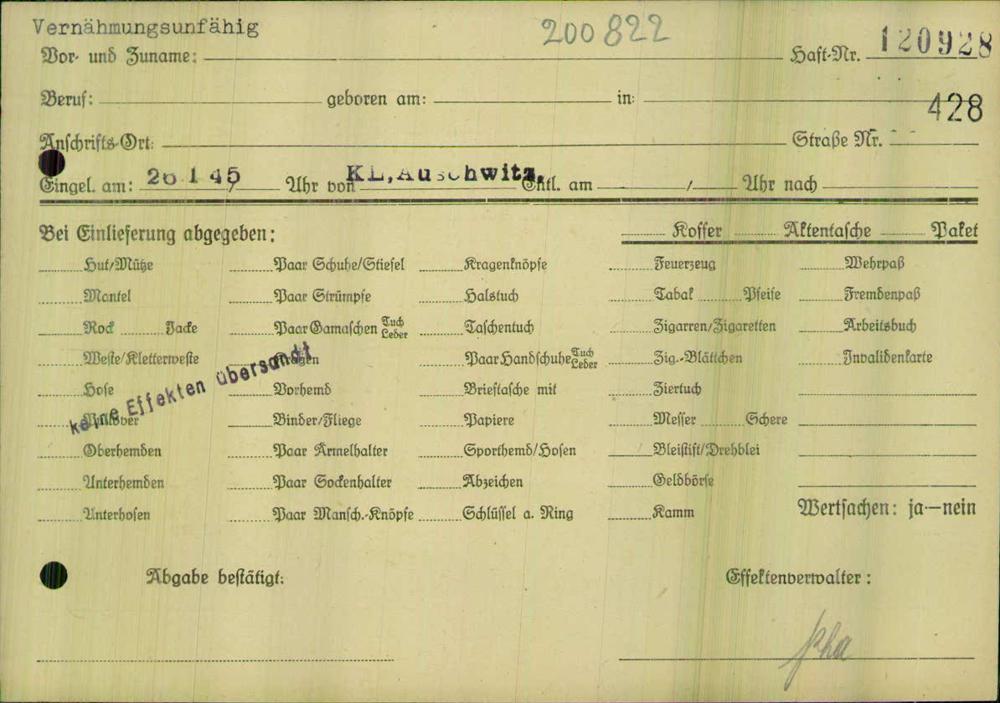 Vernähmungsunfähig 200822
Vor- und Zuname: Haft-Nr. 120928
Beruf: geboren am: in: 428
Anschrifts-Ort: Straße Nr.
Eingel. am: 26 1 45 Uhr von KL. Auschwitz. Entl. am / Uhr nach
Bei Einlieferung abgegeben: Koffer Aktentasche Paket
Hut/Mütze Paar Schuhe/Stiefel Kragenknöpfe Feuerzeug Wehrpaß
Mantel Paar Strümpfe Halstuch Tabak Pfeife Fremdenpaß
Rock Jacke Paar Gamaschen Tuch Leder Taschentuch Zigarren/Zigaretten Arbeitsbuch
Weste/Kletterweste Kragen Paar Handschuhe Tuch Leder Zig.-Blättchen Invalidenkarte
Hose Vorhemd Brieftasche mit Ziertuch
keine Effekten übersandt
Pullover Binder/Fliege Papiere Messer Schere
Oberhemden Paar Ärmelhalter Sporthemd/Hosen Bleistift/Drehblei
Unterhemden Paar Sockenhalter Abzeichen Geldbörse
Unterhosen Paar Mansch.-Knöpfe Schlüssel a. Ring Kamm Wertsachen: ja—nein
Abgabe bestätigt: Effektenverwalter: